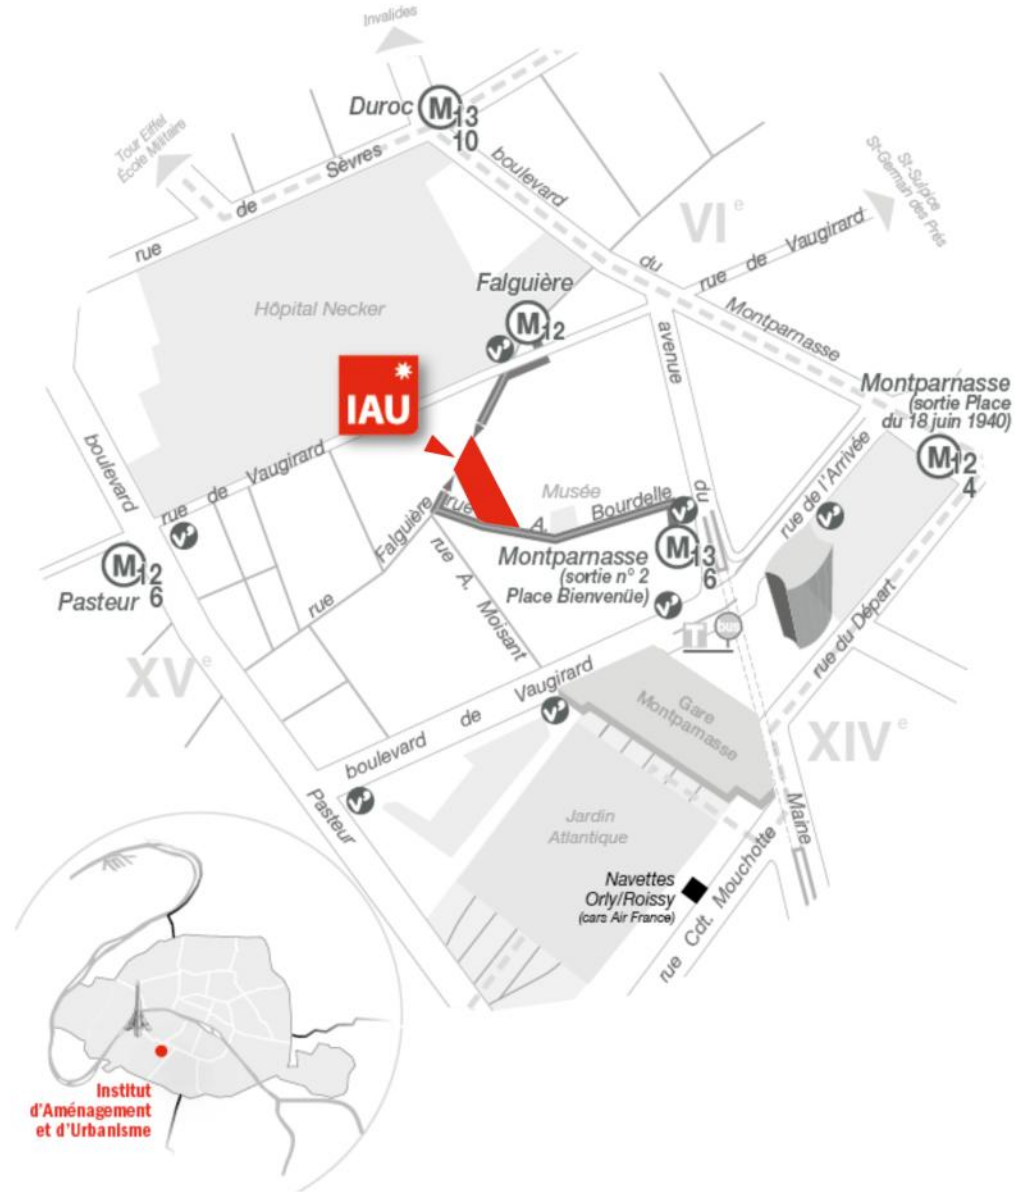 Invalides
Duroc M 13
10
Tour Eiffel
École Militaire
rue de Sèvres
boulevard du Montparnasse
St-Sulpice
St-Germain des Prés
VIe
rue de Vaugirard
Falguière
M 12
Hôpital Necker
avenue du Maine
IAU
Montparnasse
(sortie Place
du 18 juin 1940)
M 12
4
boulevard Pasteur
rue de Vaugirard
rue Falguière
rue A. Bourdelle
Musée
rue de l'Arrivée
Montparnasse
(sortie n° 2
Place Bienvenüe)
M 13
6
M 12
Pasteur 6
rue A. Moisant
T
BUS
rue du Départ
XVe
XIVe
boulevard de Vaugirard
Gare
Montparnasse
Jardin
Atlantique
Navettes
Orly/Roissy
(cars Air France)
rue Cdt. Mouchotte
Institut
d'Aménagement
et d'Urbanisme